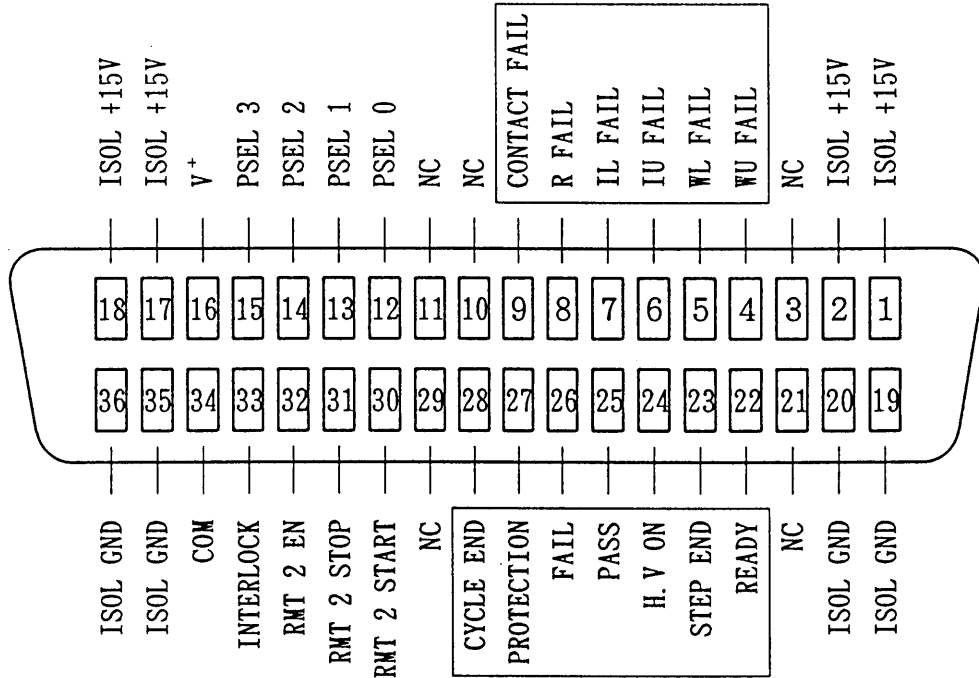 ISOL +15V
ISOL +15V
V+
PSEL 3
PSEL 2
PSEL 1
PSEL 0
NC
NC
CONTACT FAIL
R FAIL
IL FAIL
IU FAIL
WL FAIL
WU FAIL
NC
ISOL +15V
ISOL +15V
18 17 16 15 14 13 12 11 10 9 8 7 6 5 4 3 2 1
36 35 34 33 32 31 30 29 28 27 26 25 24 23 22 21 20 19
ISOL GND
ISOL GND
COM
INTERLOCK
RMT 2 EN
RMT 2 STOP
RMT 2 START
NC
CYCLE END
PROTECTION
FAIL
PASS
H.V ON
STEP END
READY
NC
ISOL GND
ISOL GND